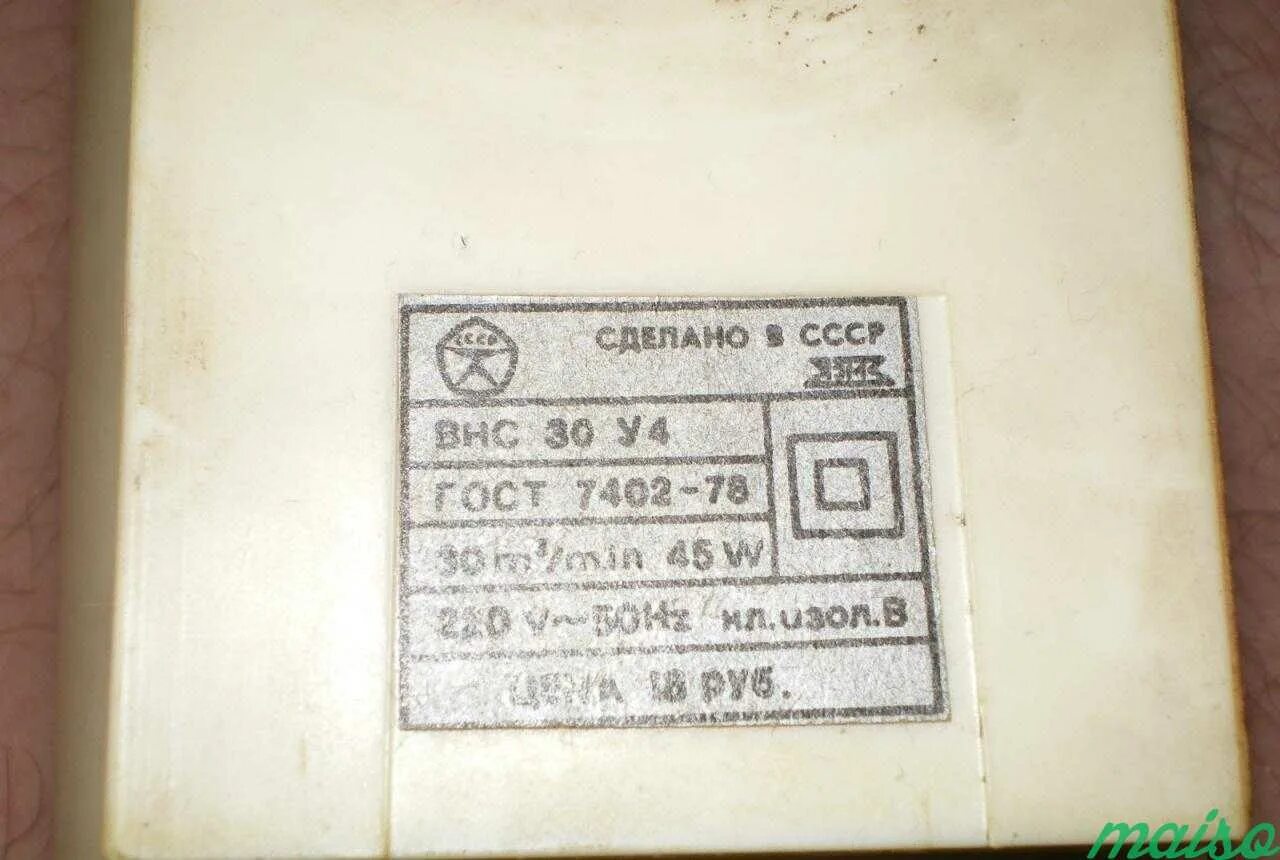 СССР
СДЕЛАНО В СССР
ВНС 30 У4
ГОСТ 7402-78
30 m³/min 45 W
220 V~50Hz кл.изол.В
ЦЕНА 18 РУБ.
maiso